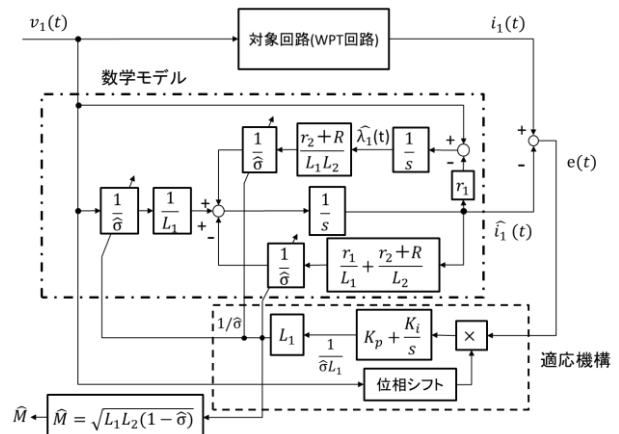 v₁(t)
対象回路(WPT回路)
i₁(t)
数学モデル
+
-
e(t)
1/σ̂
(r₂+R)/(L₁L₂)
λ̂₁(t)
1/s
+
-
r₁
1/σ̂
1/L₁
+
+
-
1/s
î₁(t)
1/σ̂
r₁/L₁ + (r₂+R)/L₂
1/σ̂
L₁
1/(σ̂L₁)
Kₚ + Kᵢ/s
×
適応機構
位相シフト
M̂
M̂ = √(L₁L₂(1-σ̂))